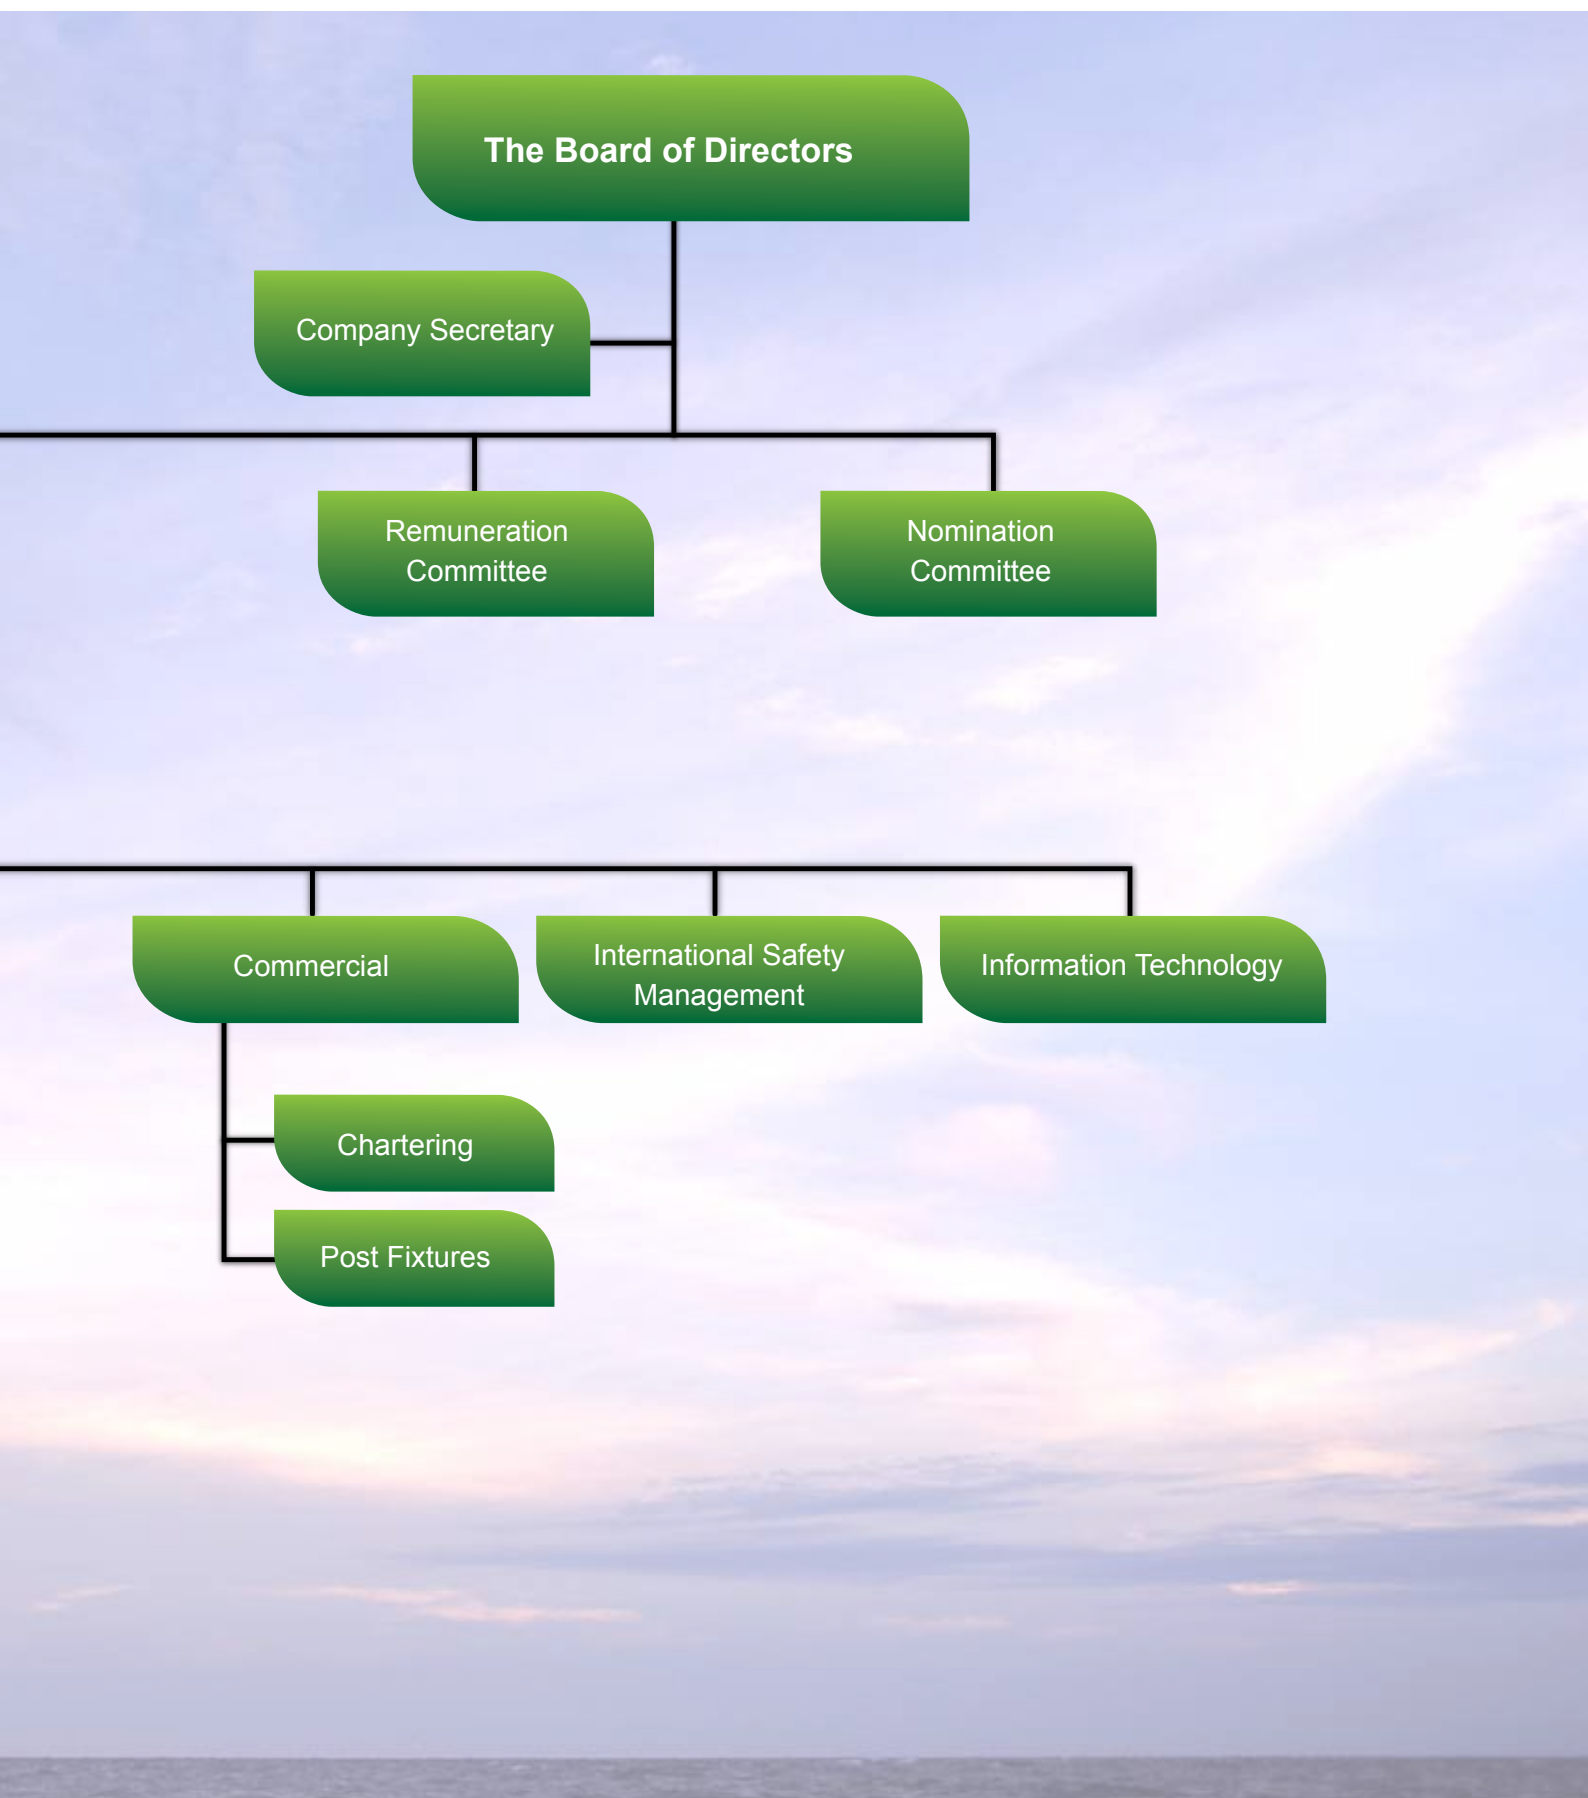 The Board of Directors
Company Secretary
Remuneration
Committee
Nomination
Committee
Commercial
International Safety
Management
Information Technology
Chartering
Post Fixtures